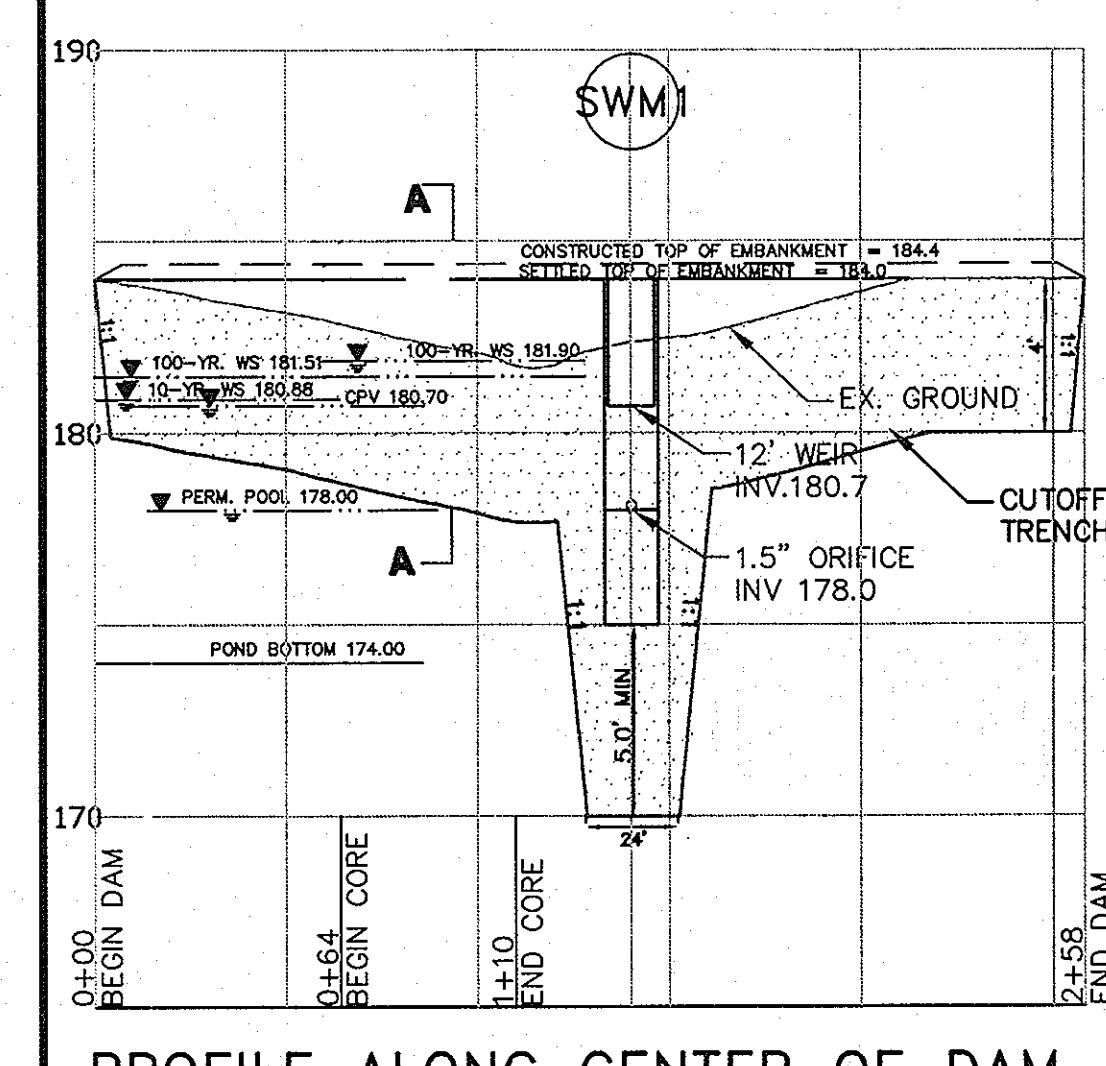 190
SWM1
A
CONSTRUCTED TOP OF EMBANKMENT = 184.4
SETTLED TOP OF EMBANKMENT = 184.0
1:1
100-YR. WS 181.51
100-YR. WS 181.90
4'
1:1
10-YR. WS 180.88
CPV 180.70
EX. GROUND
180
12' WEIR
INV.180.7
PERM. POOL 178.00
CUTOFF
TRENCH
A
1.5" ORIFICE
INV 178.0
1:1
1:1
POND BOTTOM 174.00
5.0' MIN
170
24'
0+00
BEGIN DAM
0+64
BEGIN CORE
1+10
END CORE
2+58
END DAM
PROFILE ALONG CENTER OF DAM